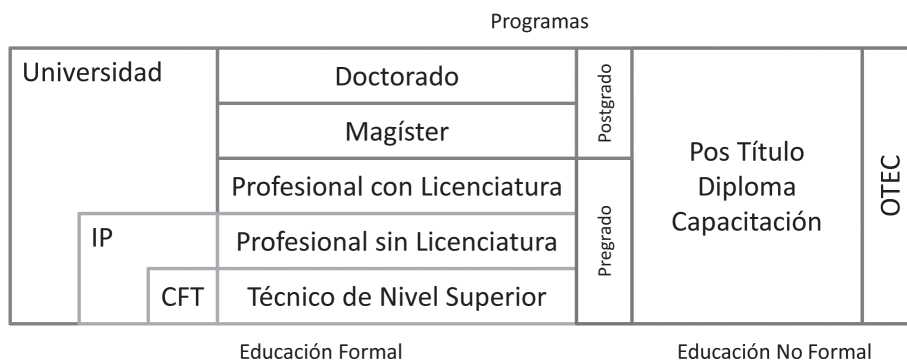 Programas
Universidad
Doctorado
Magíster
Profesional con Licenciatura
IP
Profesional sin Licenciatura
CFT
Técnico de Nivel Superior
Postgrado
Pregrado
Pos Título
Diploma
Capacitación
OTEC
Educación Formal
Educación No Formal